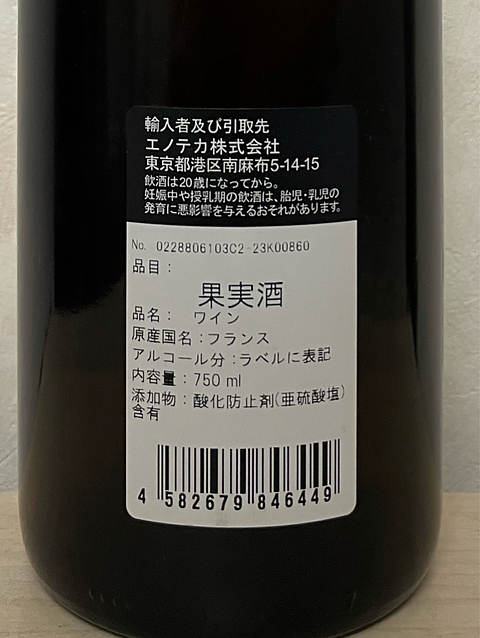 輸入者及び引取先
エノテカ株式会社
東京都港区南麻布5-14-15
飲酒は20歳になってから。
妊娠中や授乳期の飲酒は、胎児・乳児の
発育に悪影響を与えるおそれがあります。
No. 0228806103C2-23K00860
品目：
果実酒
品名： ワイン
原産国名：フランス
アルコール分：ラベルに表記
内容量：750 ml
添加物：酸化防止剤(亜硫酸塩)
含有
4 582679 846449